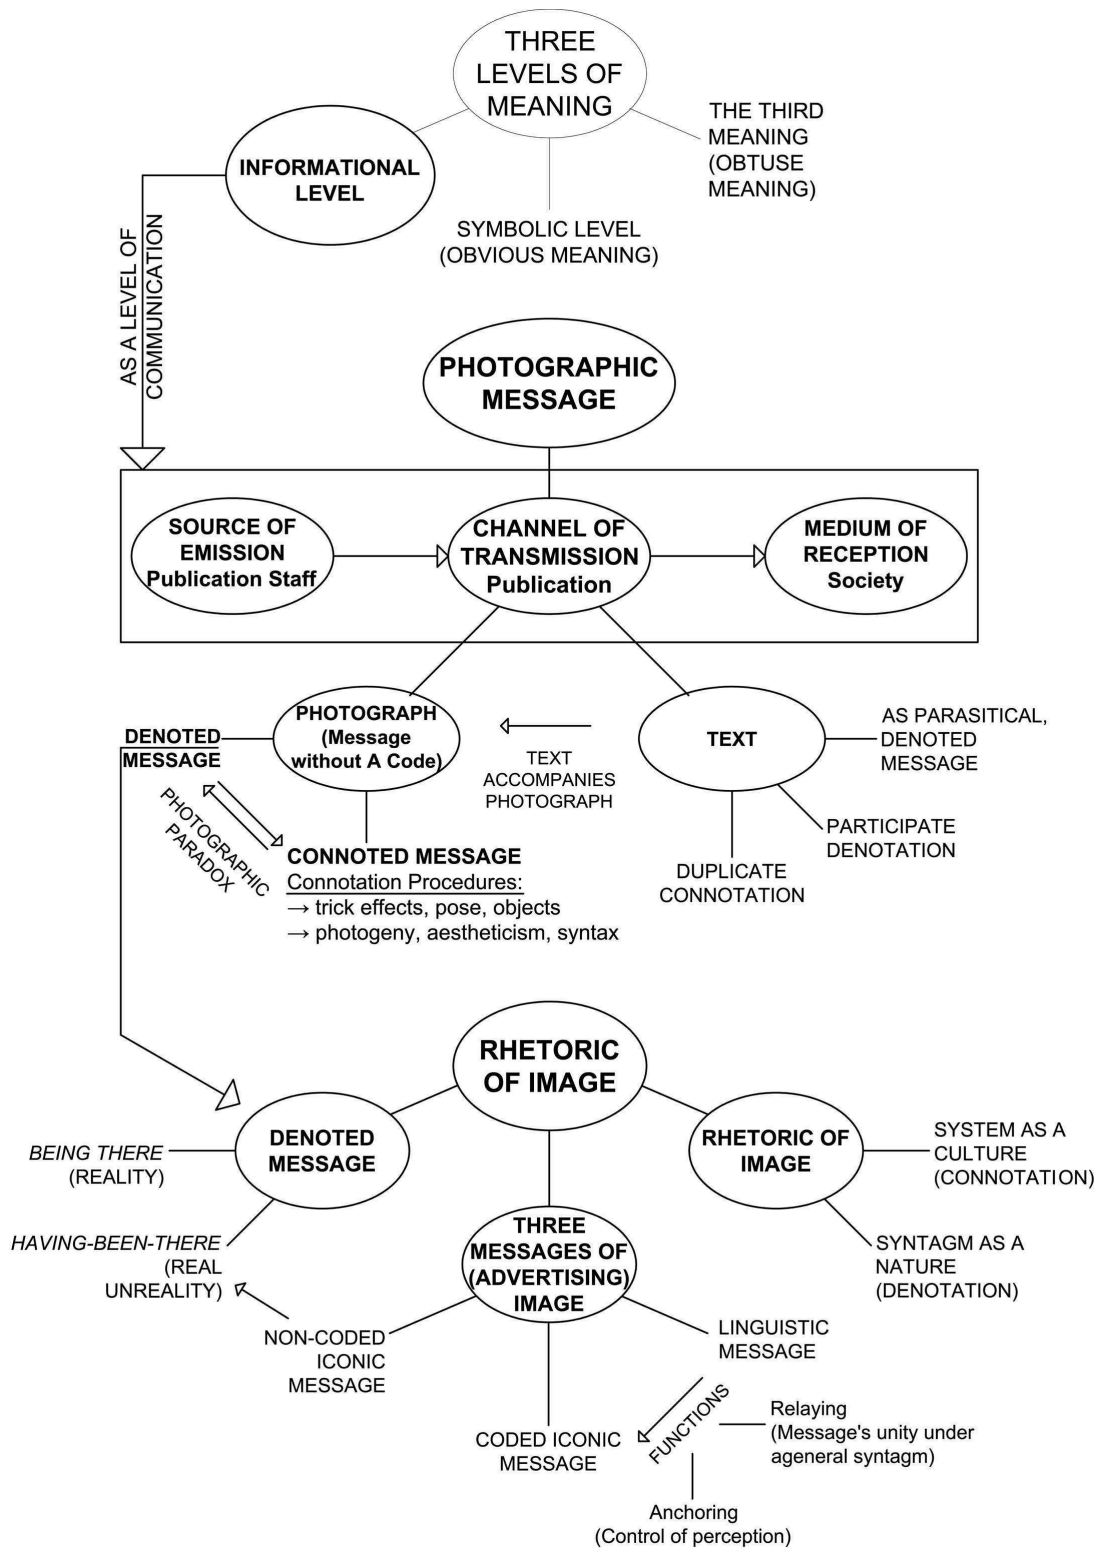 THREE
LEVELS OF
MEANING
THE THIRD
MEANING
(OBTUSE
MEANING)
INFORMATIONAL
LEVEL
SYMBOLIC LEVEL
(OBVIOUS MEANING)
AS A LEVEL OF
COMMUNICATION
PHOTOGRAPHIC
MESSAGE
SOURCE OF
EMISSION
Publication Staff
CHANNEL OF
TRANSMISSION
Publication
MEDIUM OF
RECEPTION
Society
DENOTED
MESSAGE
PHOTOGRAPH
(Message
without A Code)
TEXT
ACCOMPANIES
PHOTOGRAPH
TEXT
AS PARASITICAL,
DENOTED
MESSAGE
PARTICIPATE
DENOTATION
DUPLICATE
CONNOTATION
PHOTOGRAPHIC
PARADOX
CONNOTED MESSAGE
Connotation Procedures:
→ trick effects, pose, objects
→ photogeny, aestheticism, syntax
RHETORIC
OF IMAGE
DENOTED
MESSAGE
BEING THERE
(REALITY)
HAVING-BEEN-THERE
(REAL
UNREALITY)
RHETORIC OF
IMAGE
SYSTEM AS A
CULTURE
(CONNOTATION)
SYNTAGM AS A
NATURE
(DENOTATION)
THREE
MESSAGES OF
(ADVERTISING)
IMAGE
NON-CODED
ICONIC
MESSAGE
CODED ICONIC
MESSAGE
LINGUISTIC
MESSAGE
FUNCTIONS
Relaying
(Message's unity under
ageneral syntagm)
Anchoring
(Control of perception)